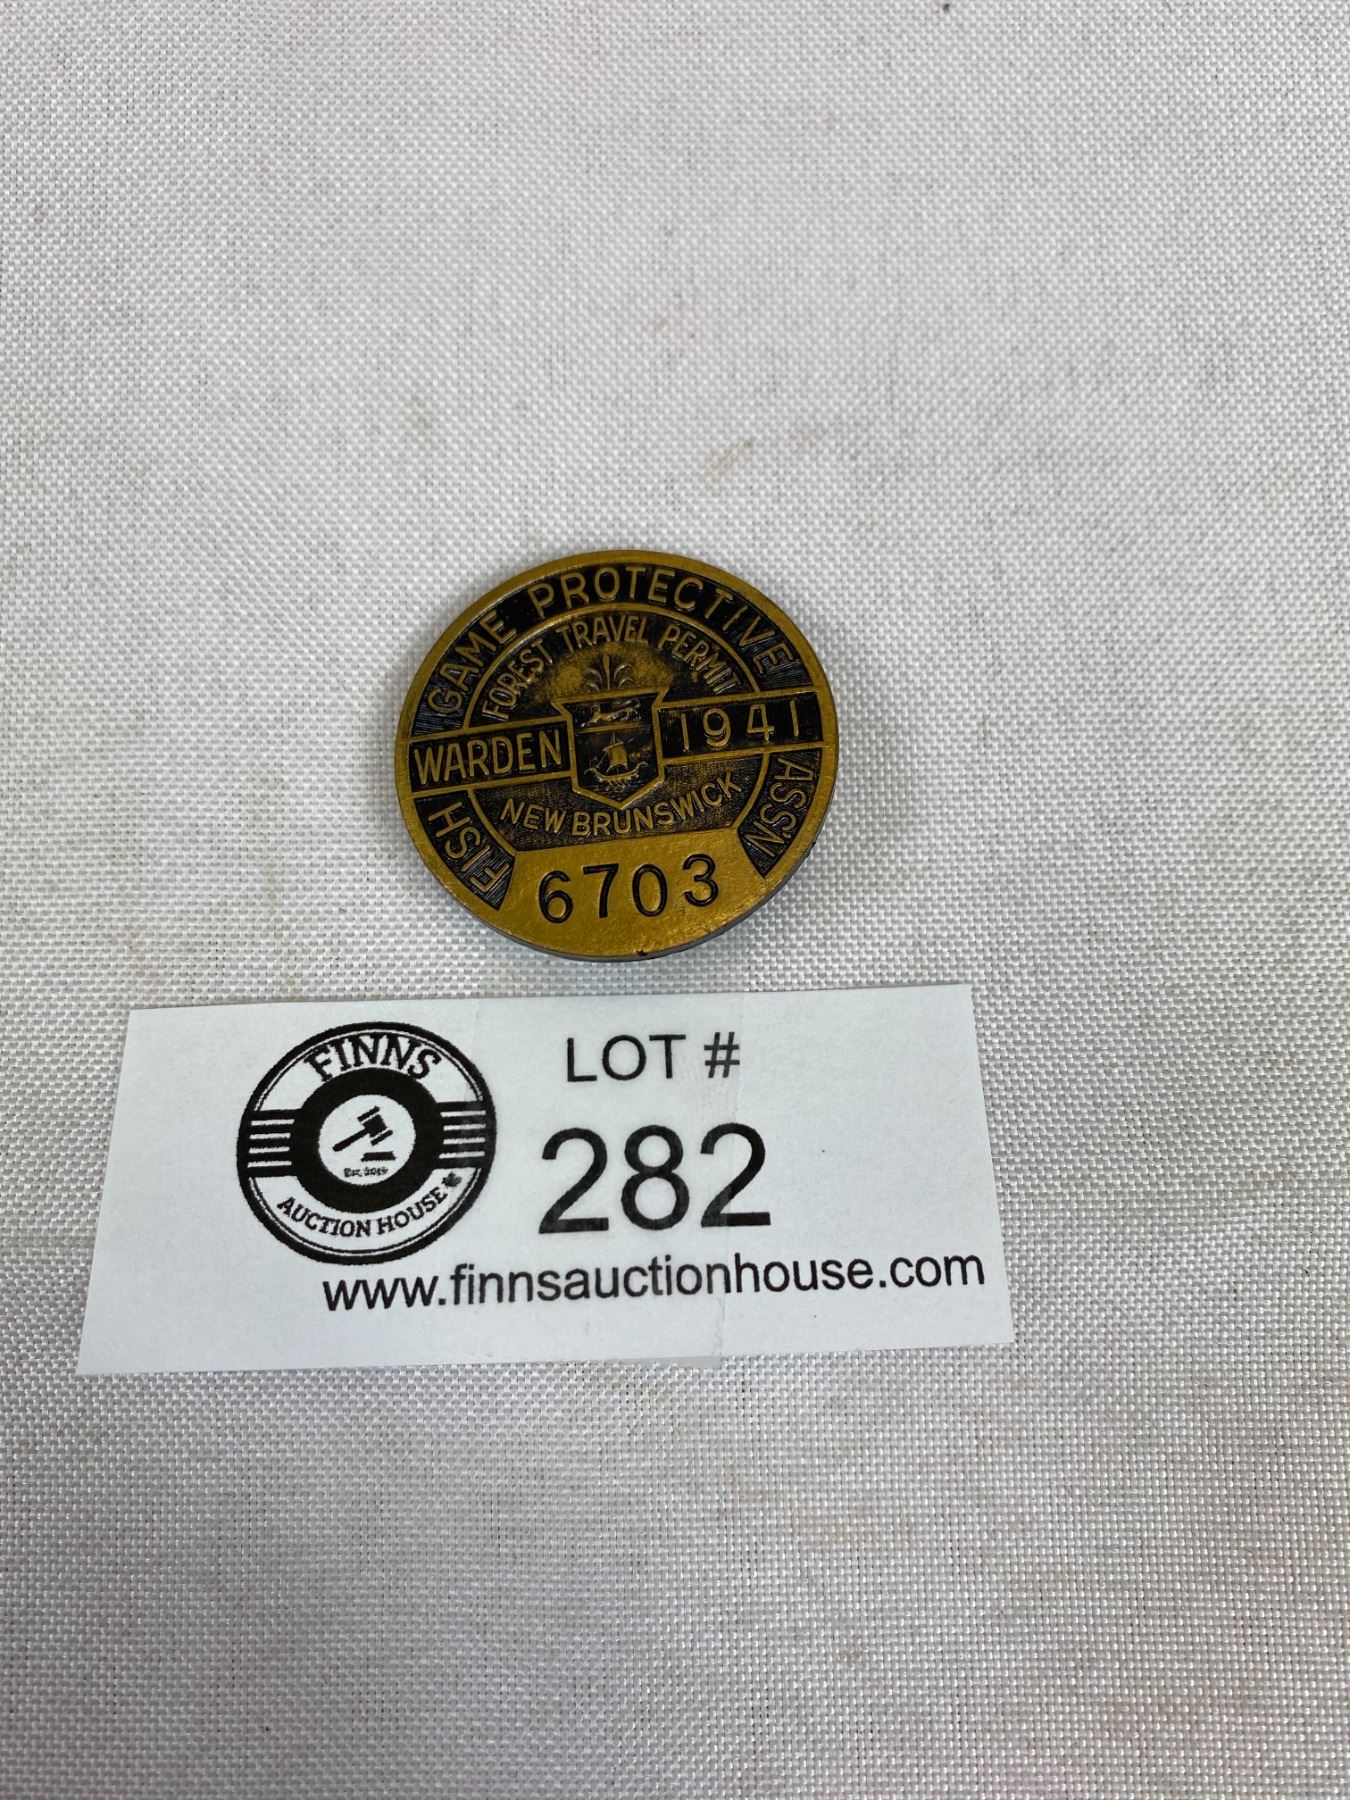 FISH GAME PROTECTIVE ASS'N
FOREST TRAVEL PERMIT
WARDEN 1941
NEW BRUNSWICK
6703
FINNS
AUCTION HOUSE
LOT #
282
www.finnsauctionhouse.com